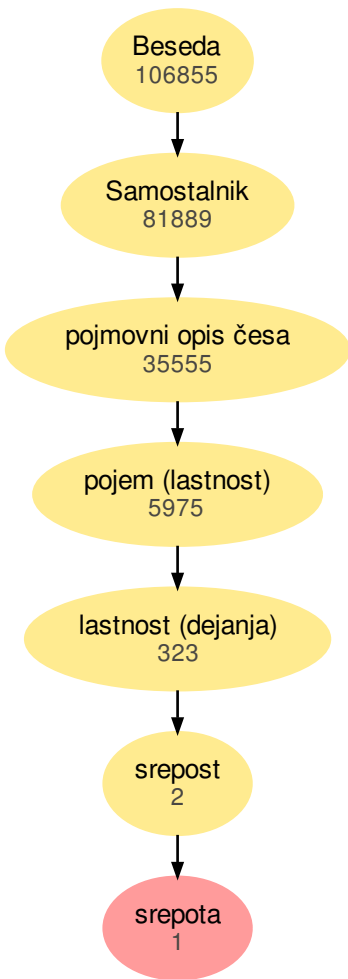 Beseda
106855
Samostalnik
81889
pojmovni opis česa
35555
pojem (lastnost)
5975
lastnost (dejanja)
323
srepost
2
srepota
1